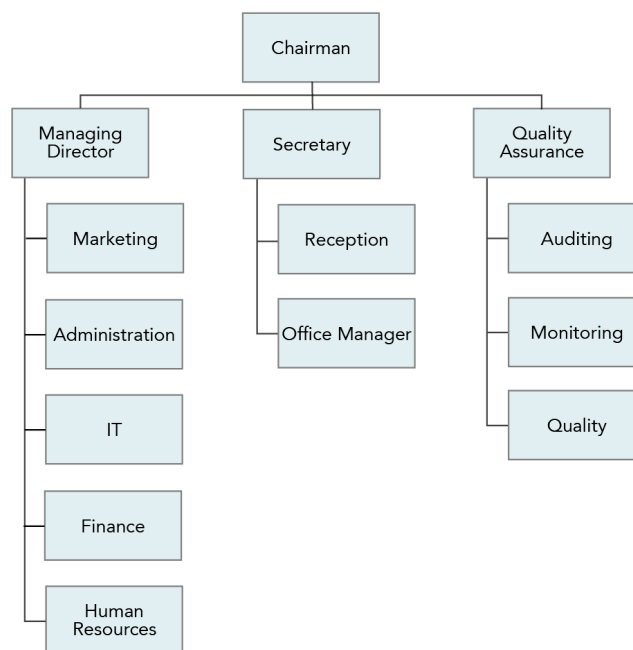 Chairman
Managing
Director
Secretary
Quality
Assurance
Marketing
Reception
Auditing
Administration
Office Manager
Monitoring
IT
Quality
Finance
Human
Resources